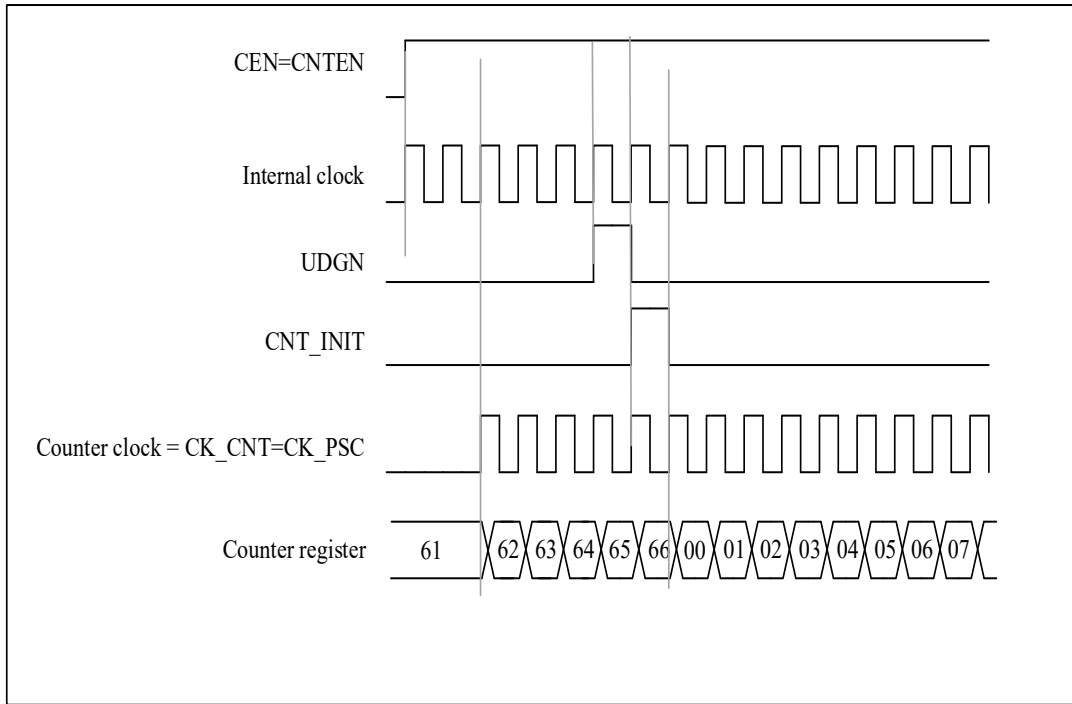 CEN=CNTEN
Internal clock
UDGN
CNT_INIT
Counter clock = CK_CNT=CK_PSC
Counter register 61 62 63 64 65 66 00 01 02 03 04 05 06 07